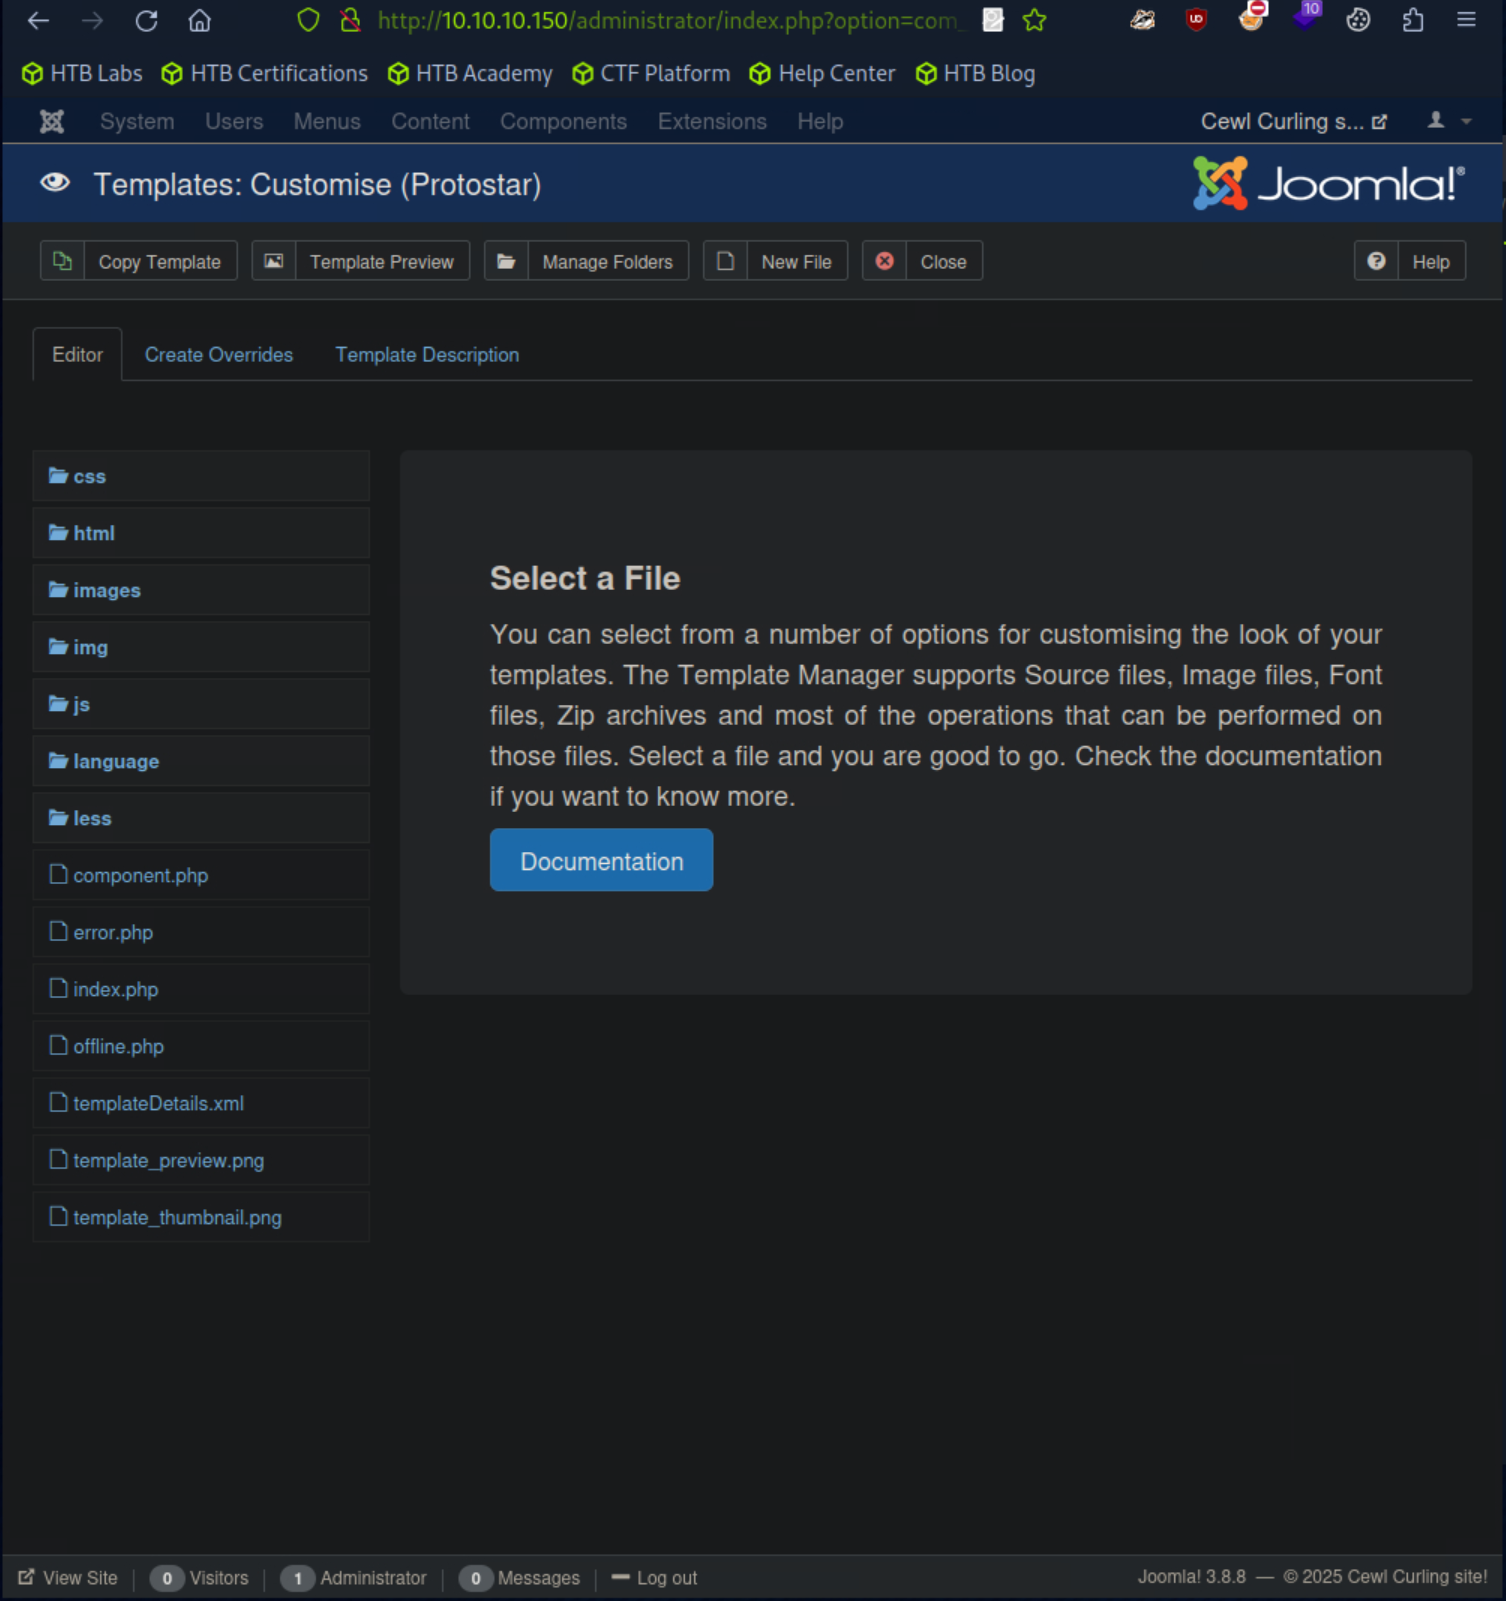 http://10.10.10.150/administrator/index.php?option=com_
10
HTB Labs HTB Certifications HTB Academy CTF Platform Help Center HTB Blog
System Users Menus Content Components Extensions Help Cewl Curling s...
Templates: Customise (Protostar) Joomla!®
Copy Template Template Preview Manage Folders New File Close Help
Editor Create Overrides Template Description
css
html
images
img
js
language
less
component.php
error.php
index.php
offline.php
templateDetails.xml
template_preview.png
template_thumbnail.png
Select a File
You can select from a number of options for customising the look of your
templates. The Template Manager supports Source files, Image files, Font
files, Zip archives and most of the operations that can be performed on
those files. Select a file and you are good to go. Check the documentation
if you want to know more.
Documentation
View Site 0 Visitors 1 Administrator 0 Messages Log out Joomla! 3.8.8 — © 2025 Cewl Curling site!